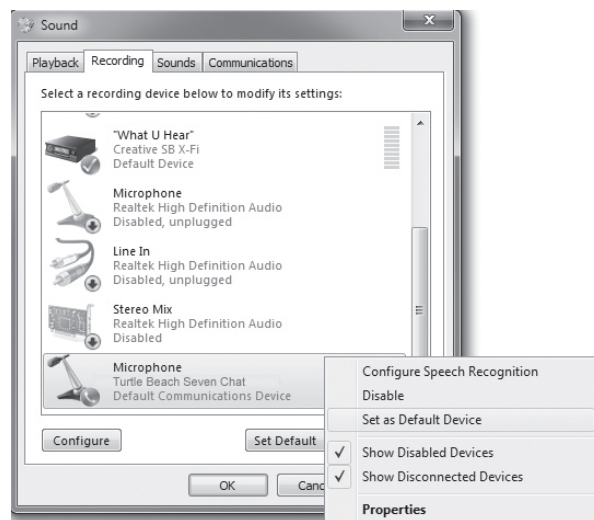 Sound
Playback Recording Sounds Communications
Select a recording device below to modify its settings:
"What U Hear"
Creative SB X-Fi
Default Device
Microphone
Realtek High Definition Audio
Disabled, unplugged
Line In
Realtek High Definition Audio
Disabled, unplugged
Stereo Mix
Realtek High Definition Audio
Disabled
Microphone
Turtle Beach Seven Chat
Default Communications Device
Configure Speech Recognition
Disable
Set as Default Device
Show Disabled Devices
Show Disconnected Devices
Properties
Configure Set Default
OK Canc